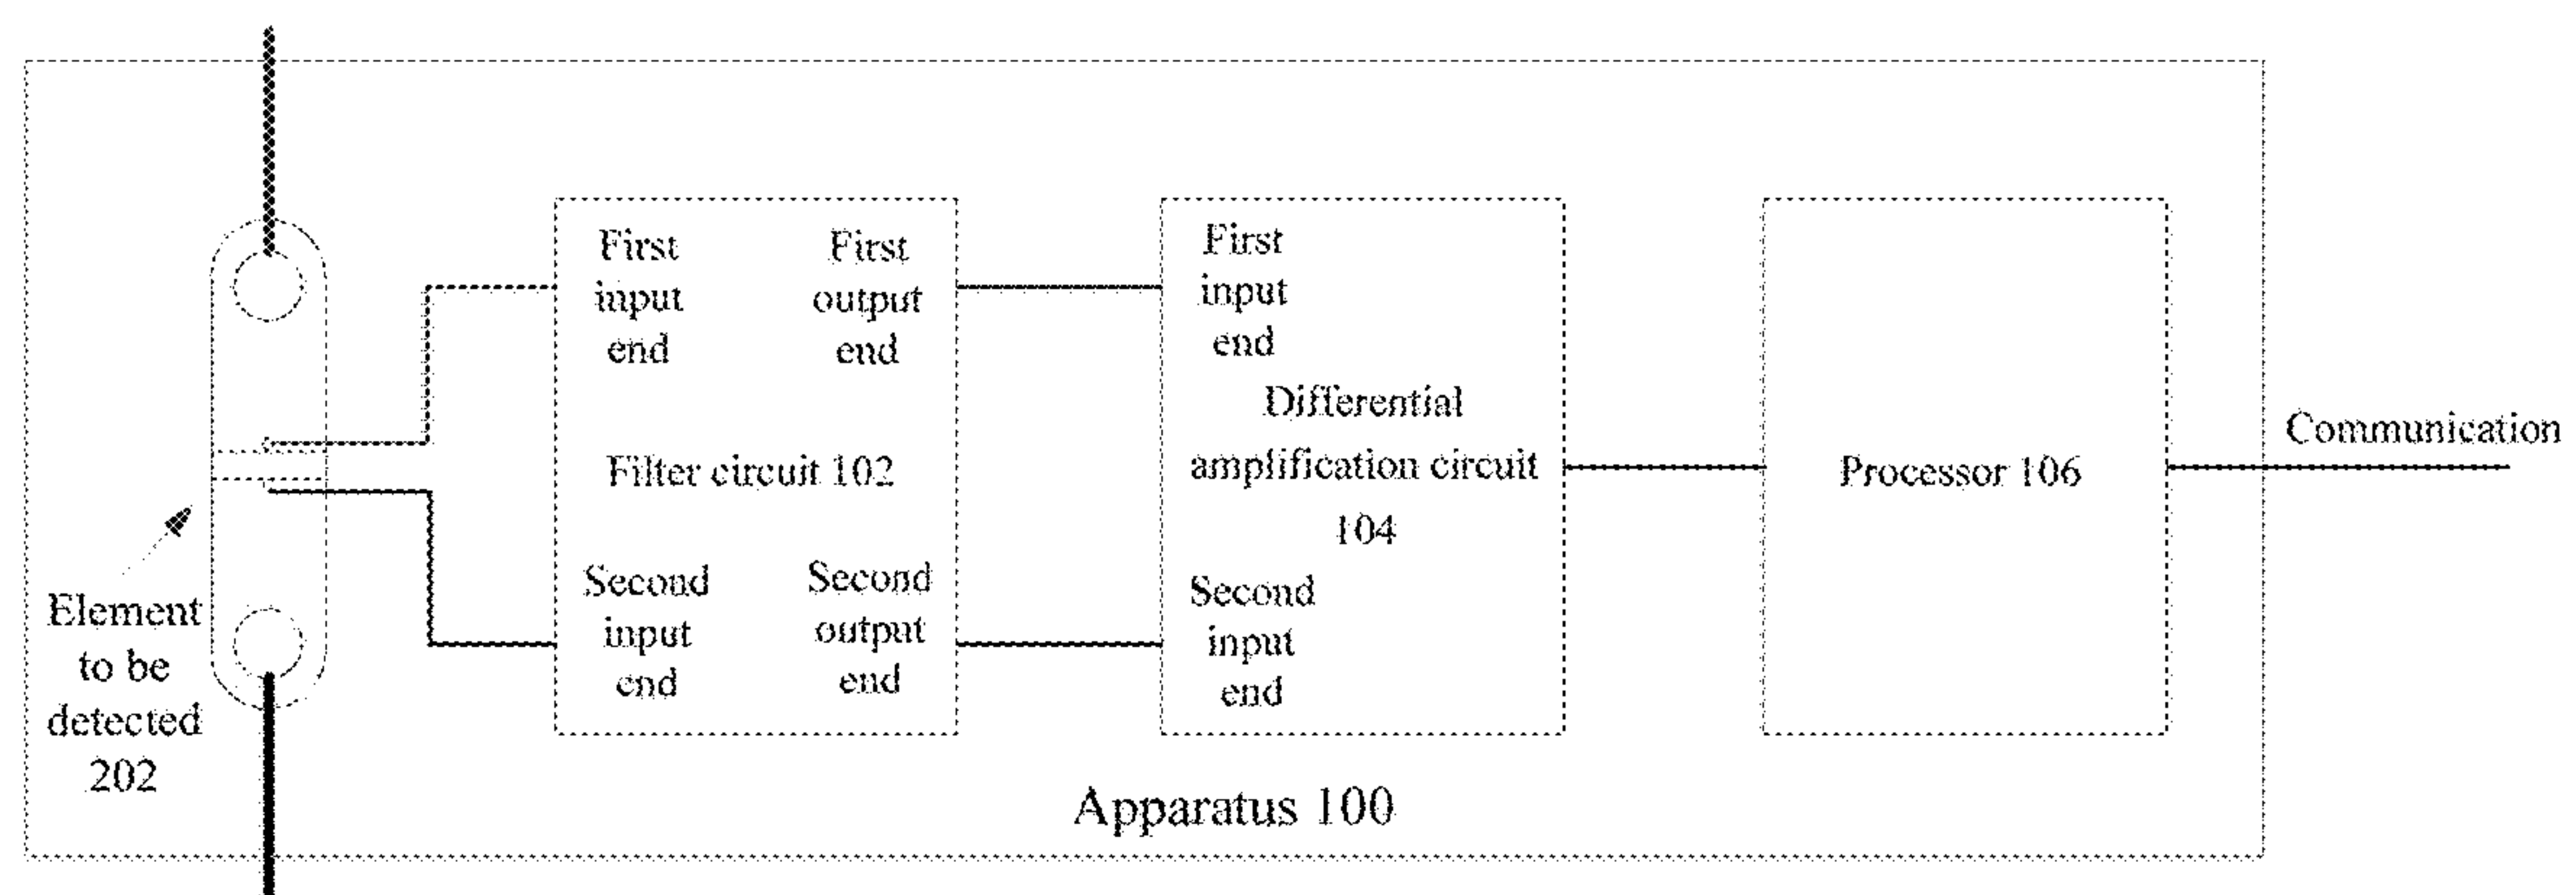 First
input
end
First
output
end
First
input
end
Differential
amplification circuit
104
Filter circuit 102
Processor 106
Communication
Second
input
end
Second
output
end
Second
input
end
Element
to be
detected
202
Apparatus 100